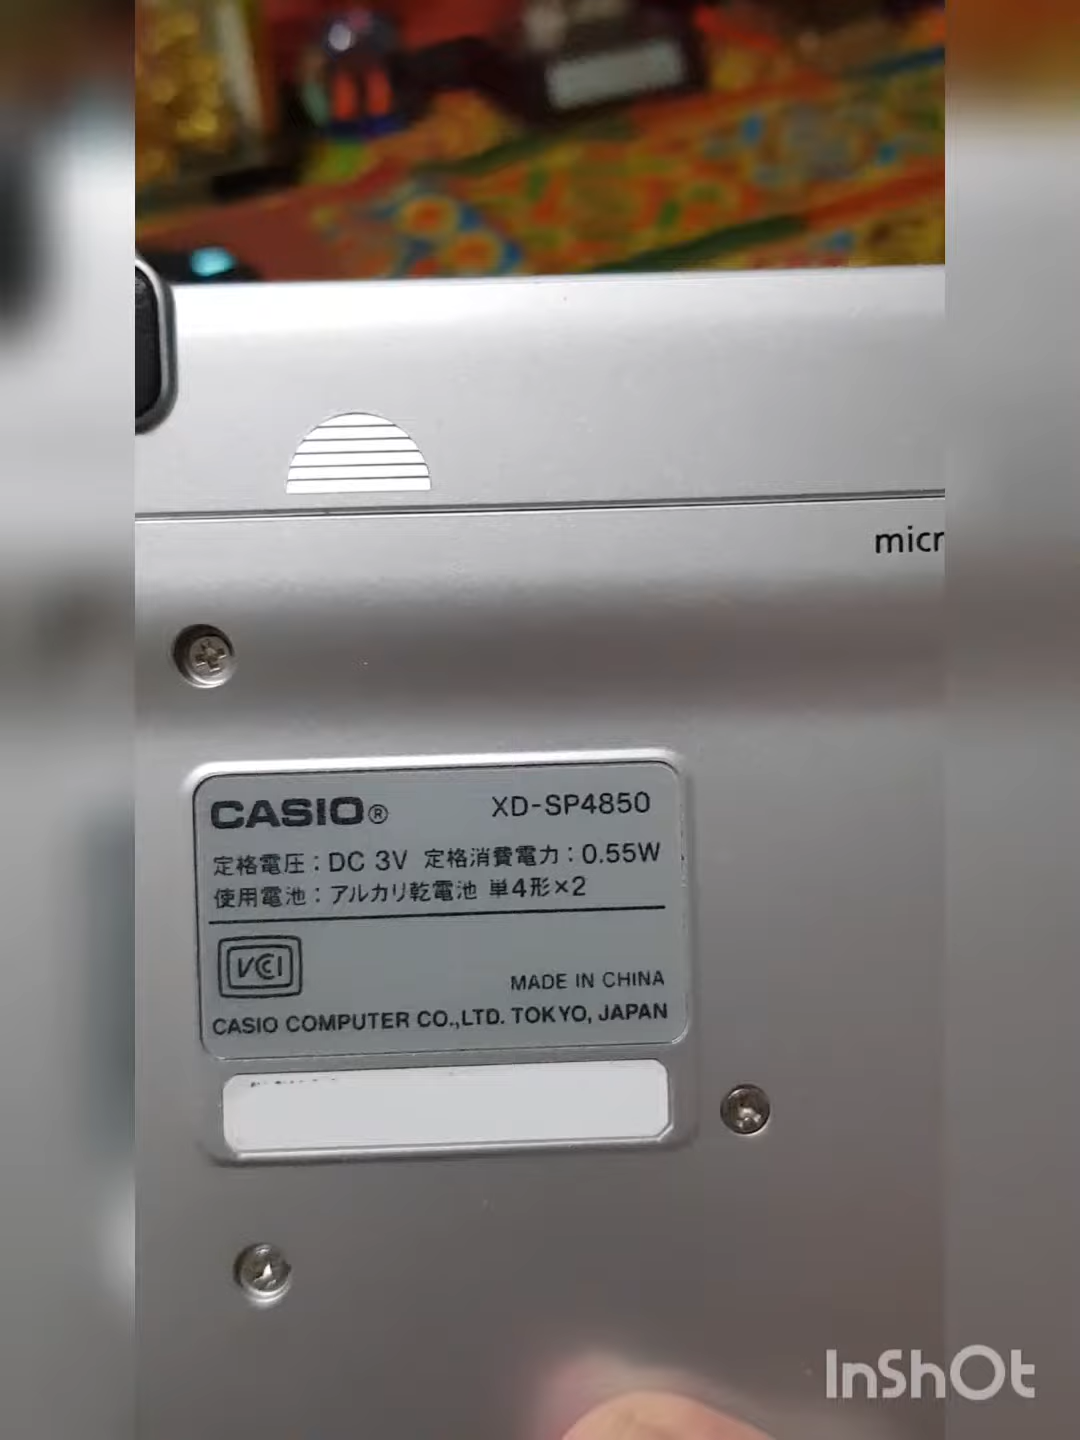 micr
CASIO® XD-SP4850
定格電圧：DC 3V 定格消費電力：0.55W
使用電池：アルカリ乾電池 単4形×2
VCCI
MADE IN CHINA
CASIO COMPUTER CO.,LTD. TOKYO, JAPAN
InShOt